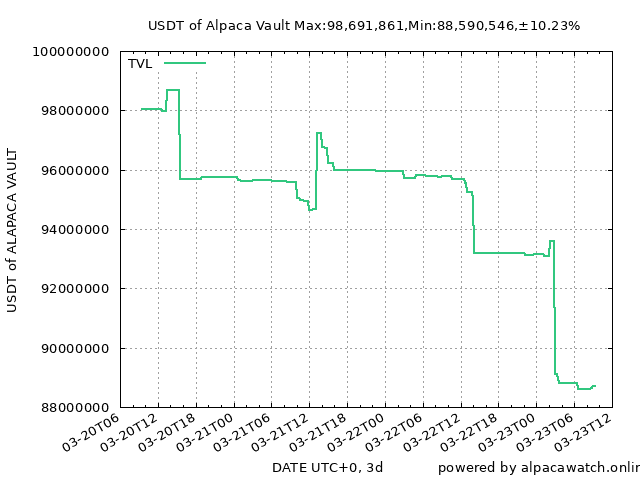 USDT of Alpaca Vault Max:98,691,861,Min:88,590,546,±10.23%
TVL
100000000
98000000
96000000
94000000
92000000
90000000
88000000
USDT of ALAPACA VAULT
03-20T06
03-20T12
03-20T18
03-21T00
03-21T06
03-21T12
03-21T18
03-22T00
03-22T06
03-22T12
03-22T18
03-23T00
03-23T06
03-23T12
DATE UTC+0, 3d
powered by alpacawatch.onlin